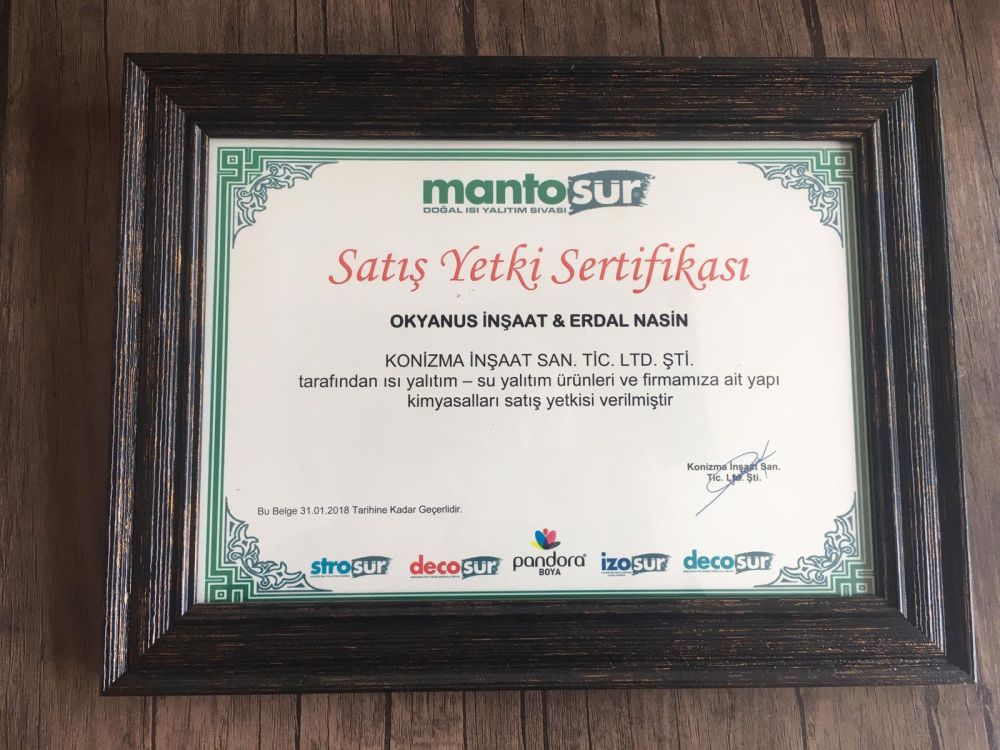 mantosur
DOĞAL ISI YALITIM SIVASI
Satış Yetki Sertifikası
OKYANUS İNŞAAT & ERDAL NASİN
KONİZMA İNŞAAT SAN. TİC. LTD. ŞTİ.
tarafından ısı yalıtım – su yalıtım ürünleri ve firmamıza ait yapı
kimyasalları satış yetkisi verilmiştir
Konizma İnşaat San.
Tic. Ltd. Şti.
Bu Belge 31.01.2018 Tarihine Kadar Geçerlidir.
strosur
decosur
pandora®
BOYA
izosur
decosur